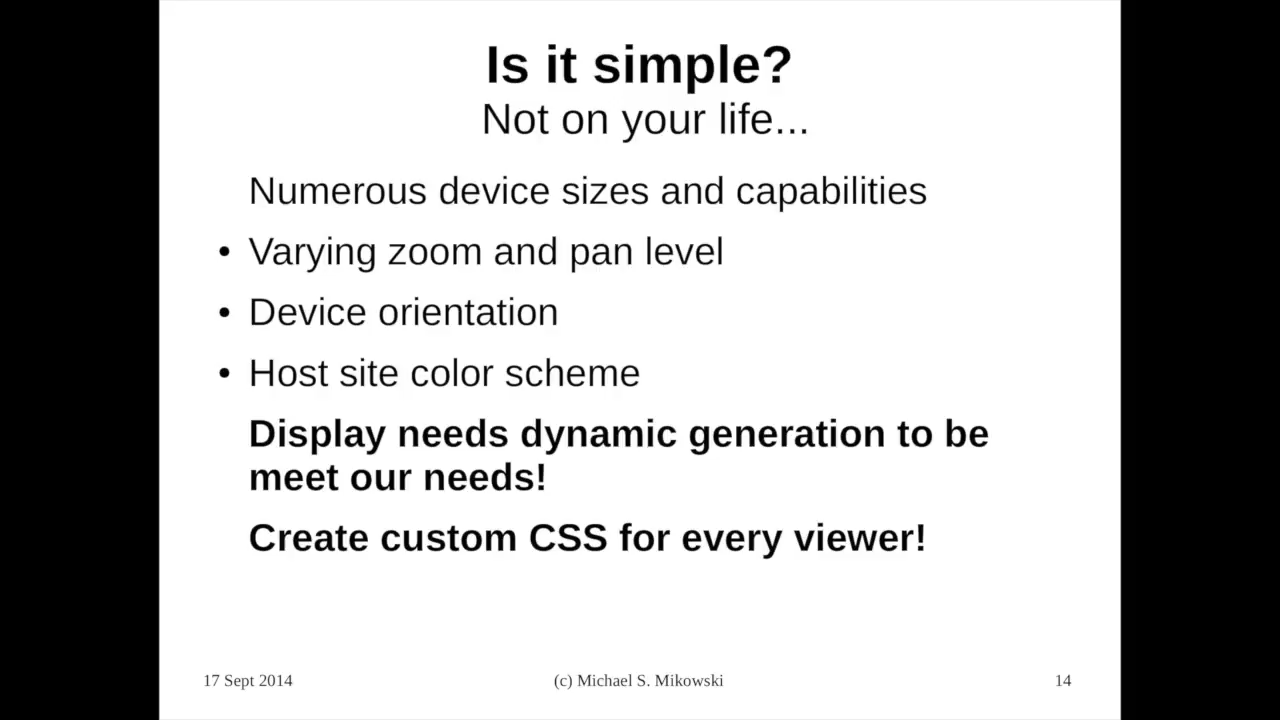 Is it simple?
Not on your life...
Numerous device sizes and capabilities
• Varying zoom and pan level
• Device orientation
• Host site color scheme
Display needs dynamic generation to be
meet our needs!
Create custom CSS for every viewer!
17 Sept 2014
(c) Michael S. Mikowski
14